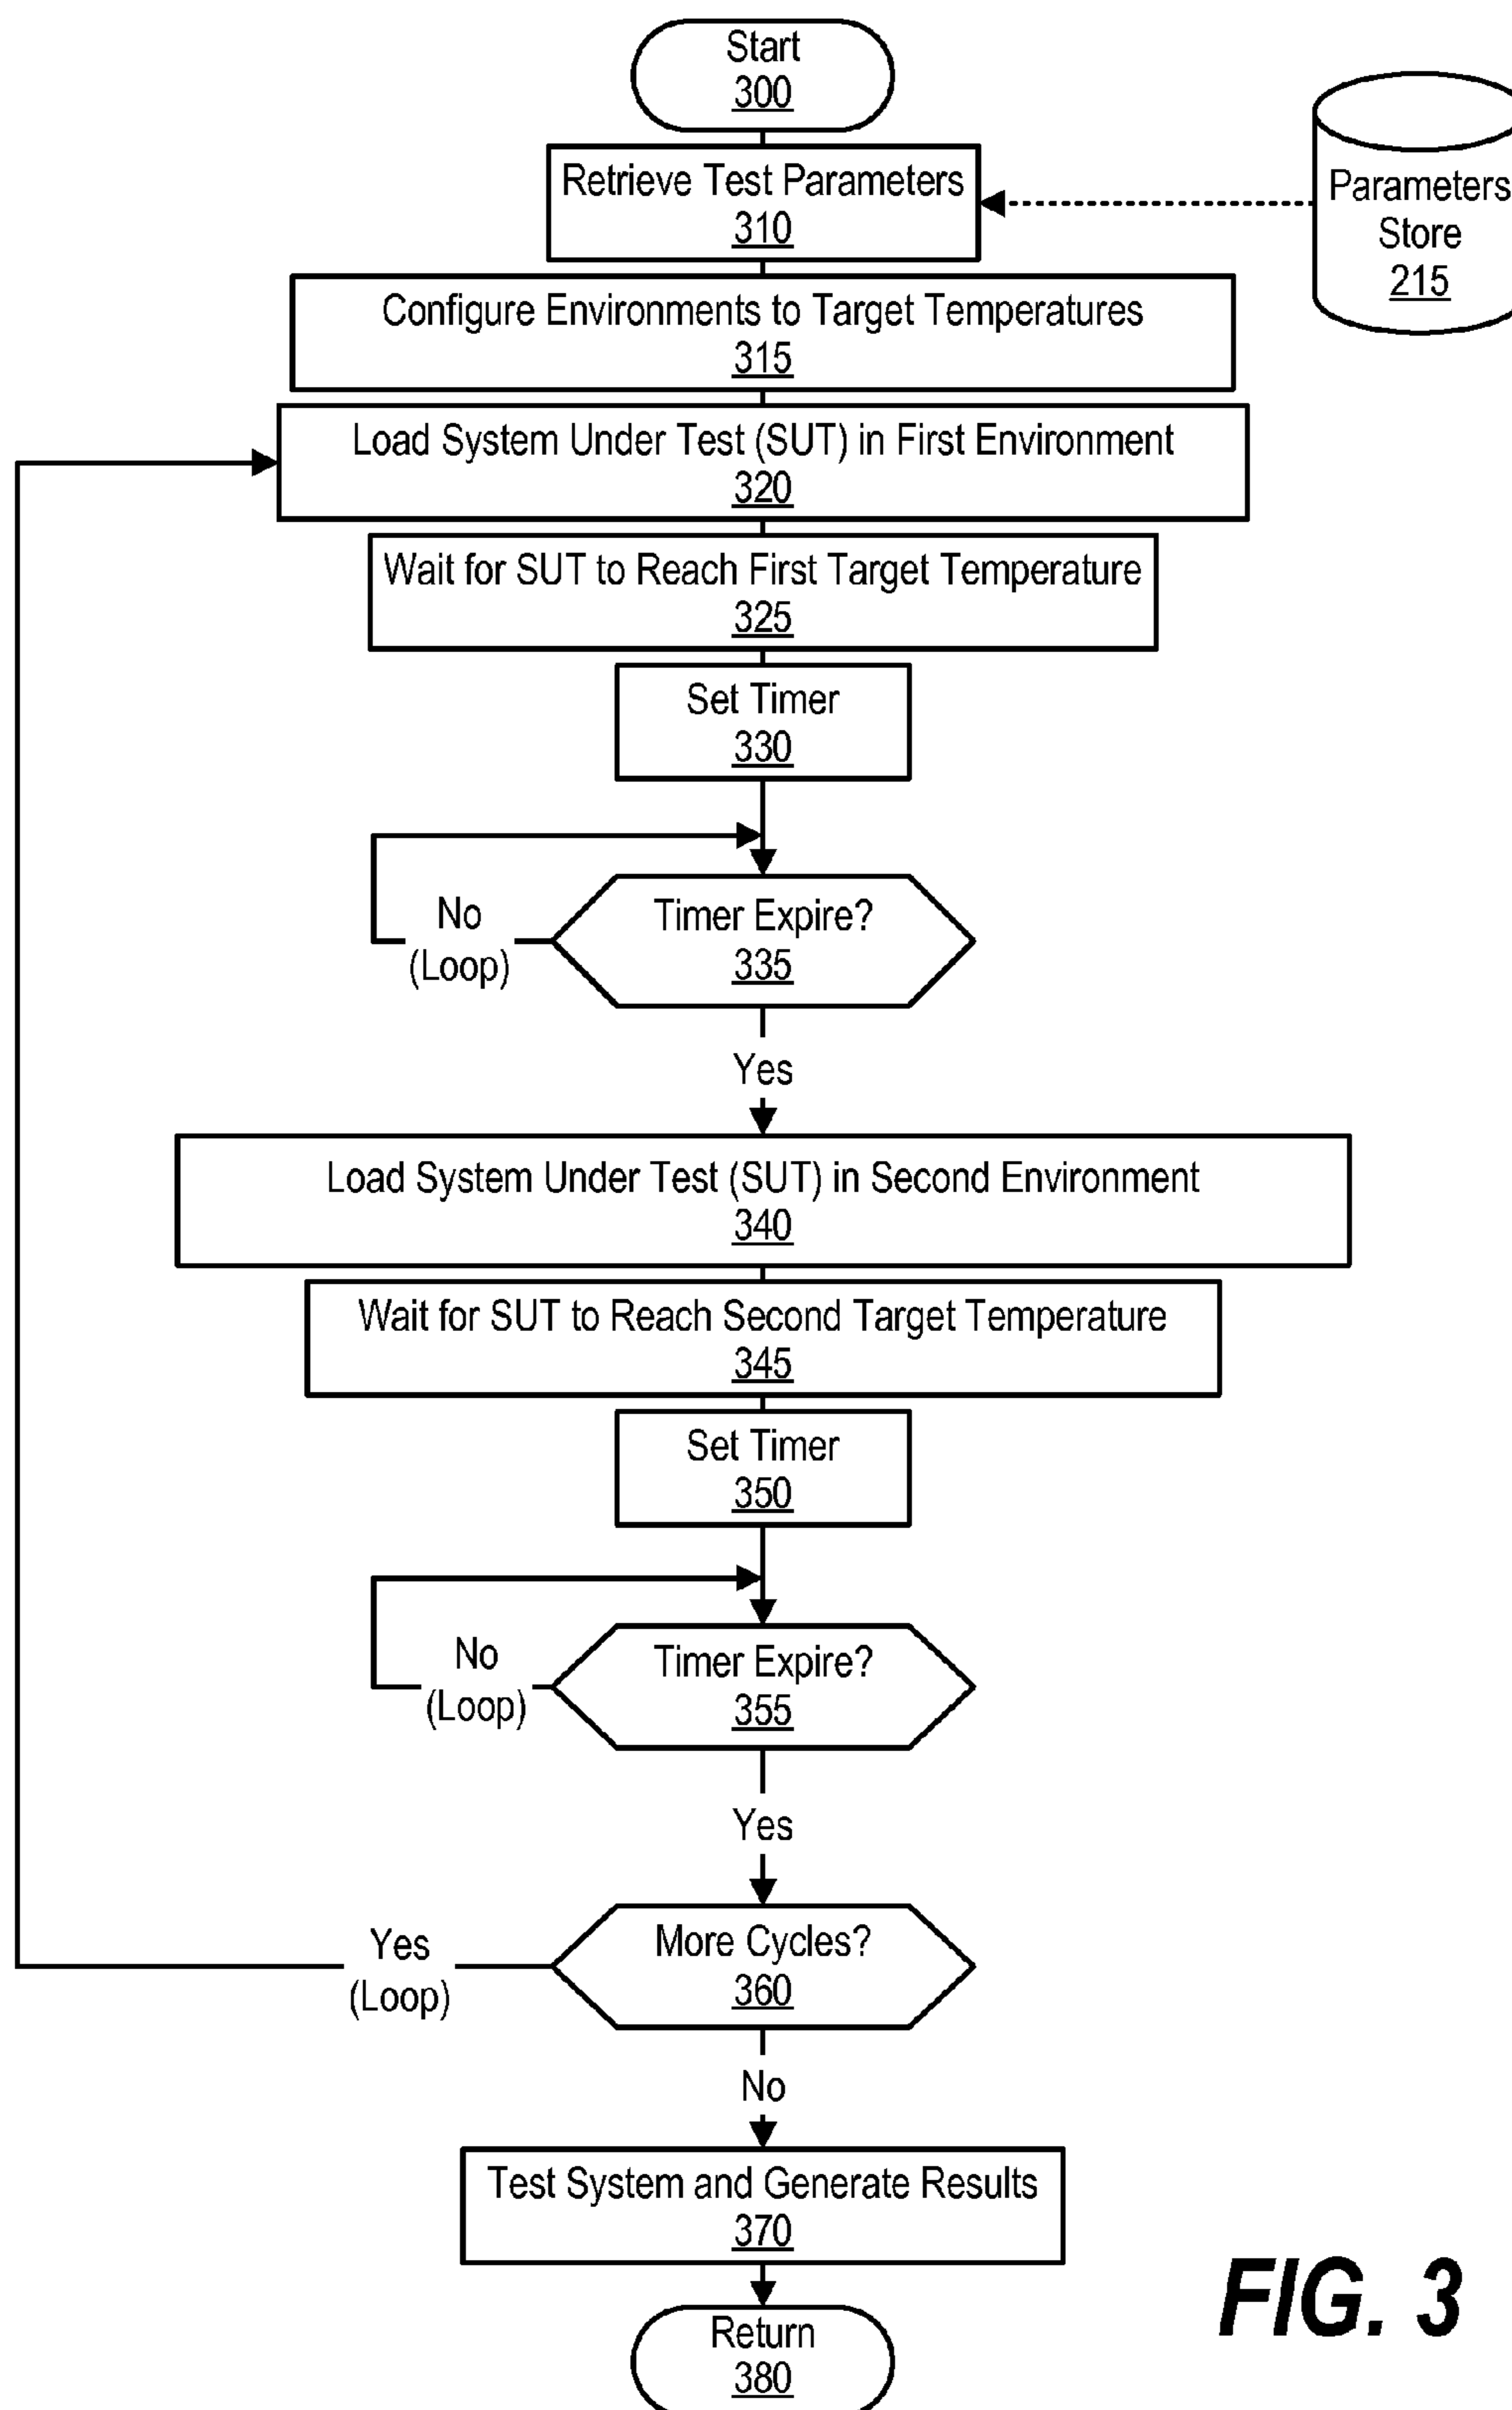 Start
300
Retrieve Test Parameters
310
Parameters
Store
215
Configure Environments to Target Temperatures
315
Load System Under Test (SUT) in First Environment
320
Wait for SUT to Reach First Target Temperature
325
Set Timer
330
No
(Loop)
Timer Expire?
335
Yes
Load System Under Test (SUT) in Second Environment
340
Wait for SUT to Reach Second Target Temperature
345
Set Timer
350
No
(Loop)
Timer Expire?
355
Yes
Yes
(Loop)
More Cycles?
360
No
Test System and Generate Results
370
Return
380
FIG. 3